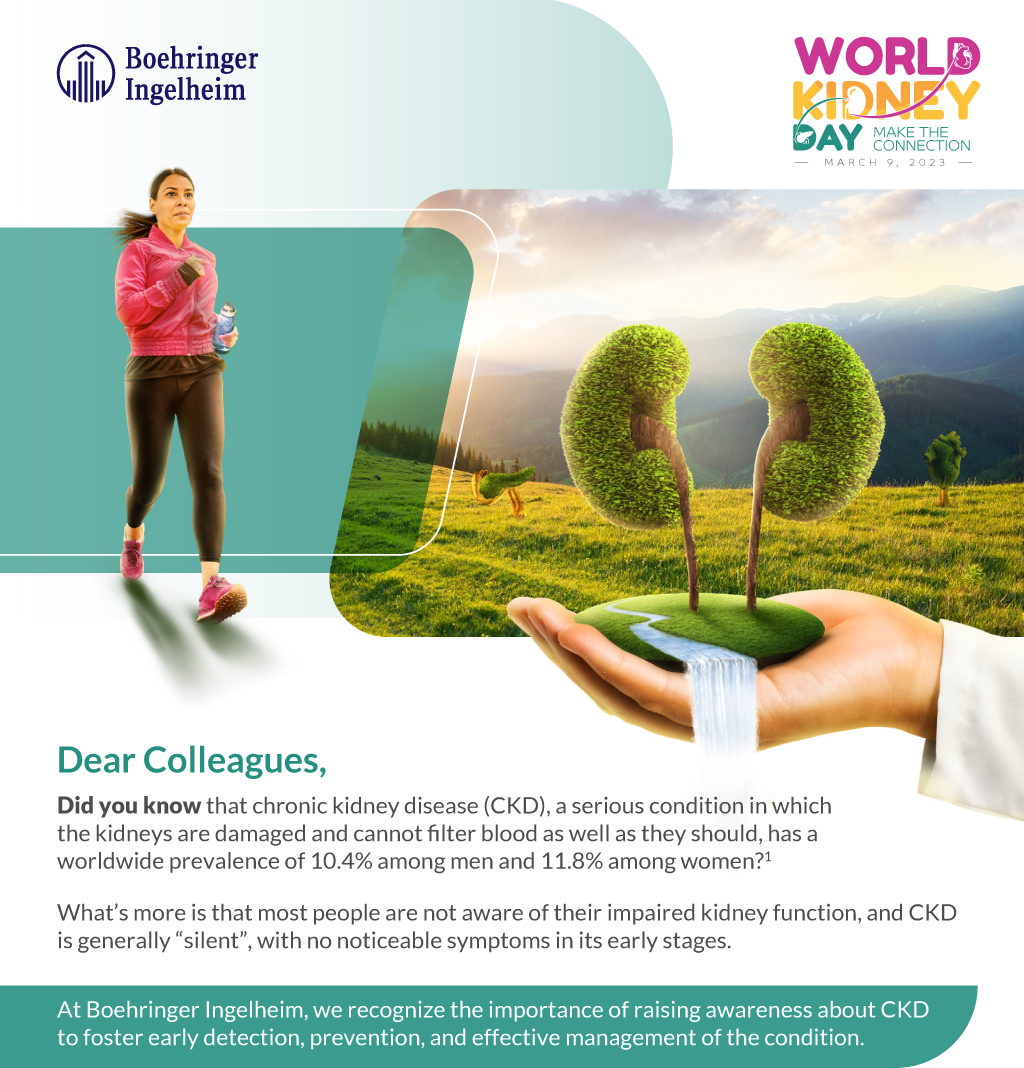 Boehringer
Ingelheim
WORLD
KIDNEY
DAY MAKE THE
CONNECTION
— MARCH 9, 2023 —
Dear Colleagues,
Did you know that chronic kidney disease (CKD), a serious condition in which
the kidneys are damaged and cannot filter blood as well as they should, has a
worldwide prevalence of 10.4% among men and 11.8% among women?¹
What’s more is that most people are not aware of their impaired kidney function, and CKD
is generally “silent”, with no noticeable symptoms in its early stages.
At Boehringer Ingelheim, we recognize the importance of raising awareness about CKD
to foster early detection, prevention, and effective management of the condition.